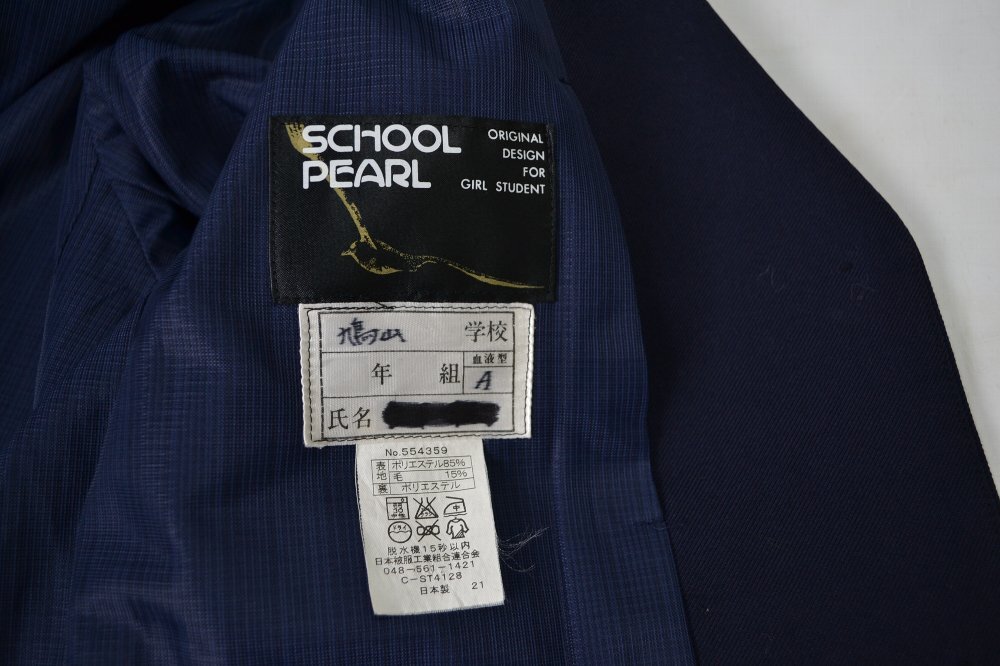 SCHOOL
PEARL
ORIGINAL
DESIGN
FOR
GIRL STUDENT
鳩山 学校
年 組 血液型 A
氏名
No.554359
表地 ポリエステル85%
毛 15%
裏 ポリエステル
脱水機15秒以内
日本被服工業組合連合会
048-561-1421
C-ST4128
日本製 21